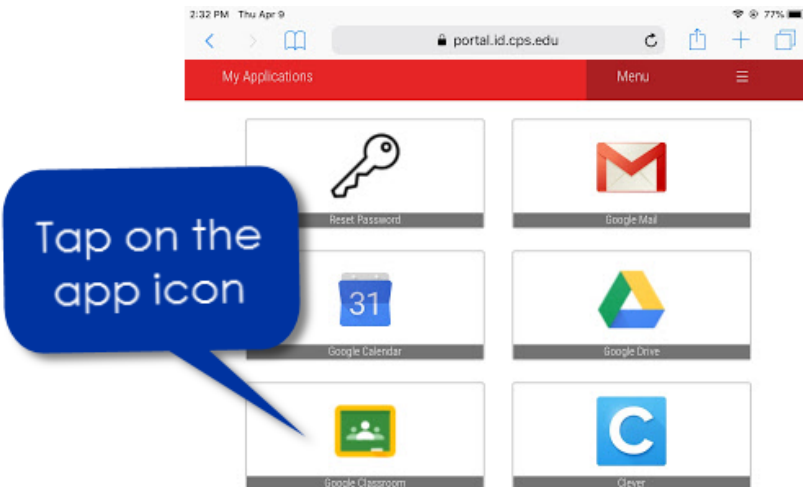 2:32 PM Thu Apr 9
77%
portal.id.cps.edu
My Applications
Menu
Reset Password
Google Mail
Tap on the
app icon
31
Google Calendar
Google Drive
C
Google Classroom
Clever